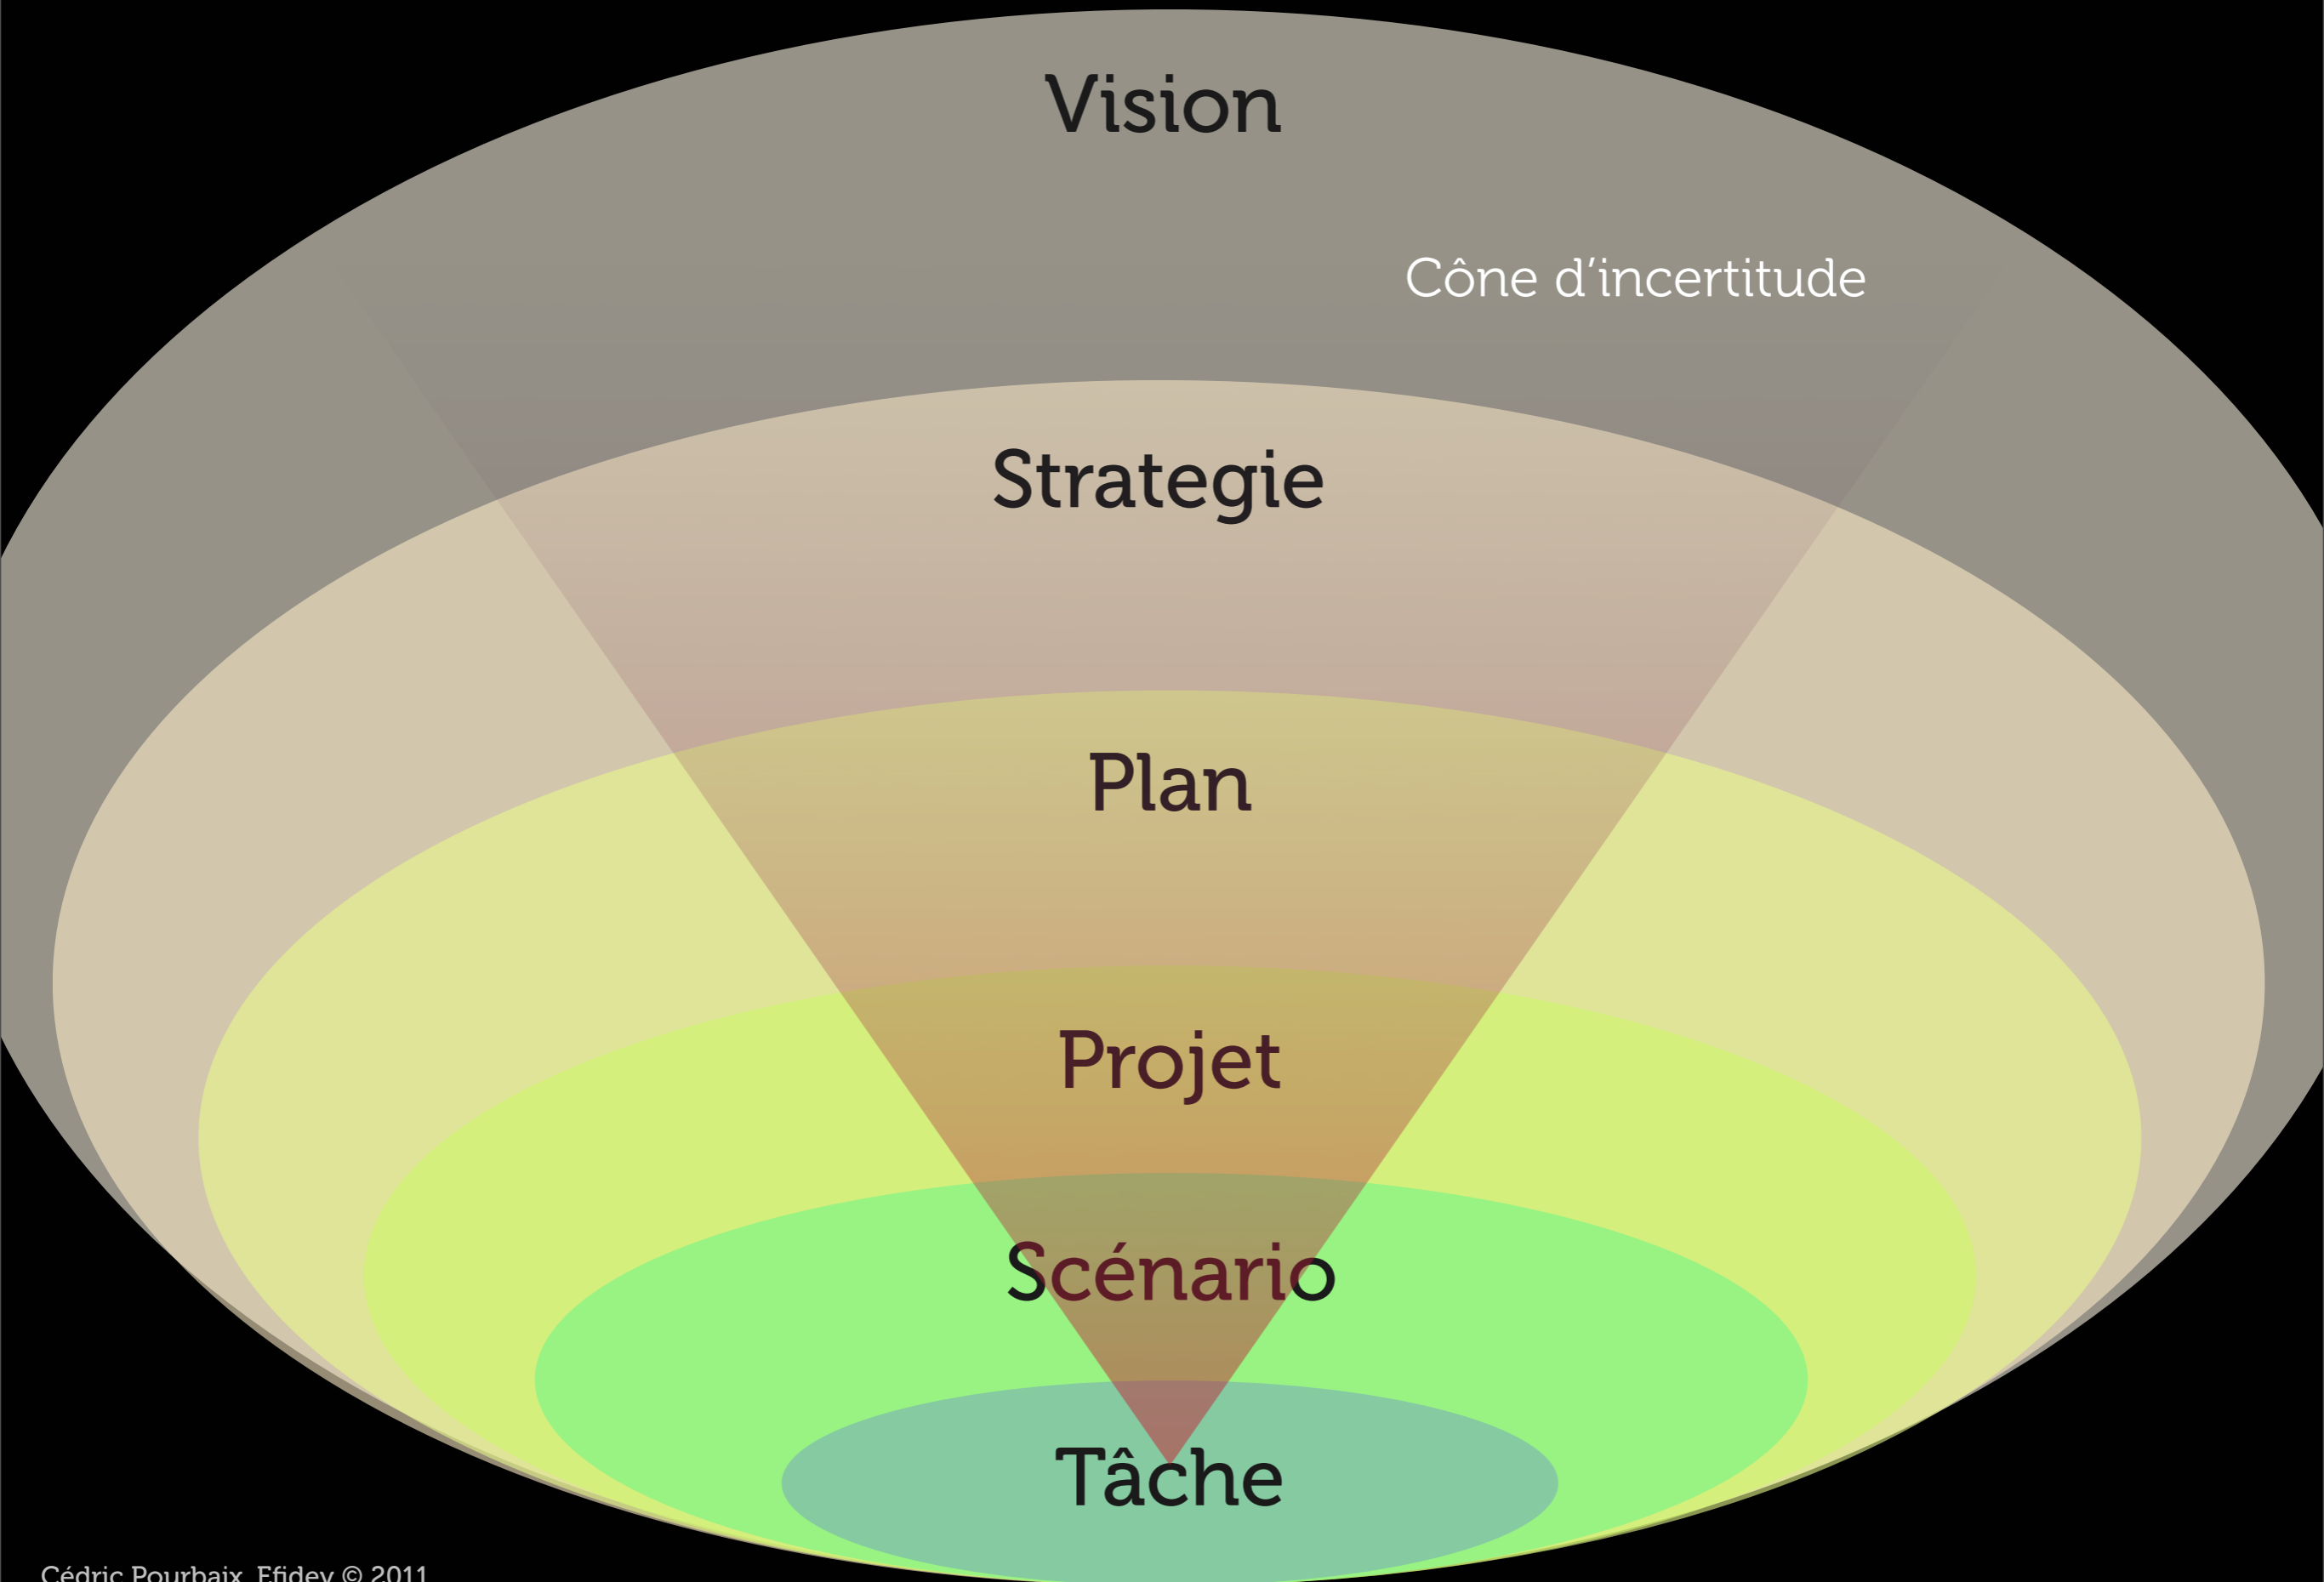 Vision
Cône d'incertitude
Strategie
Plan
Projet
Scénario
Tâche
Cédric Pourbaix, Efidev © 2011